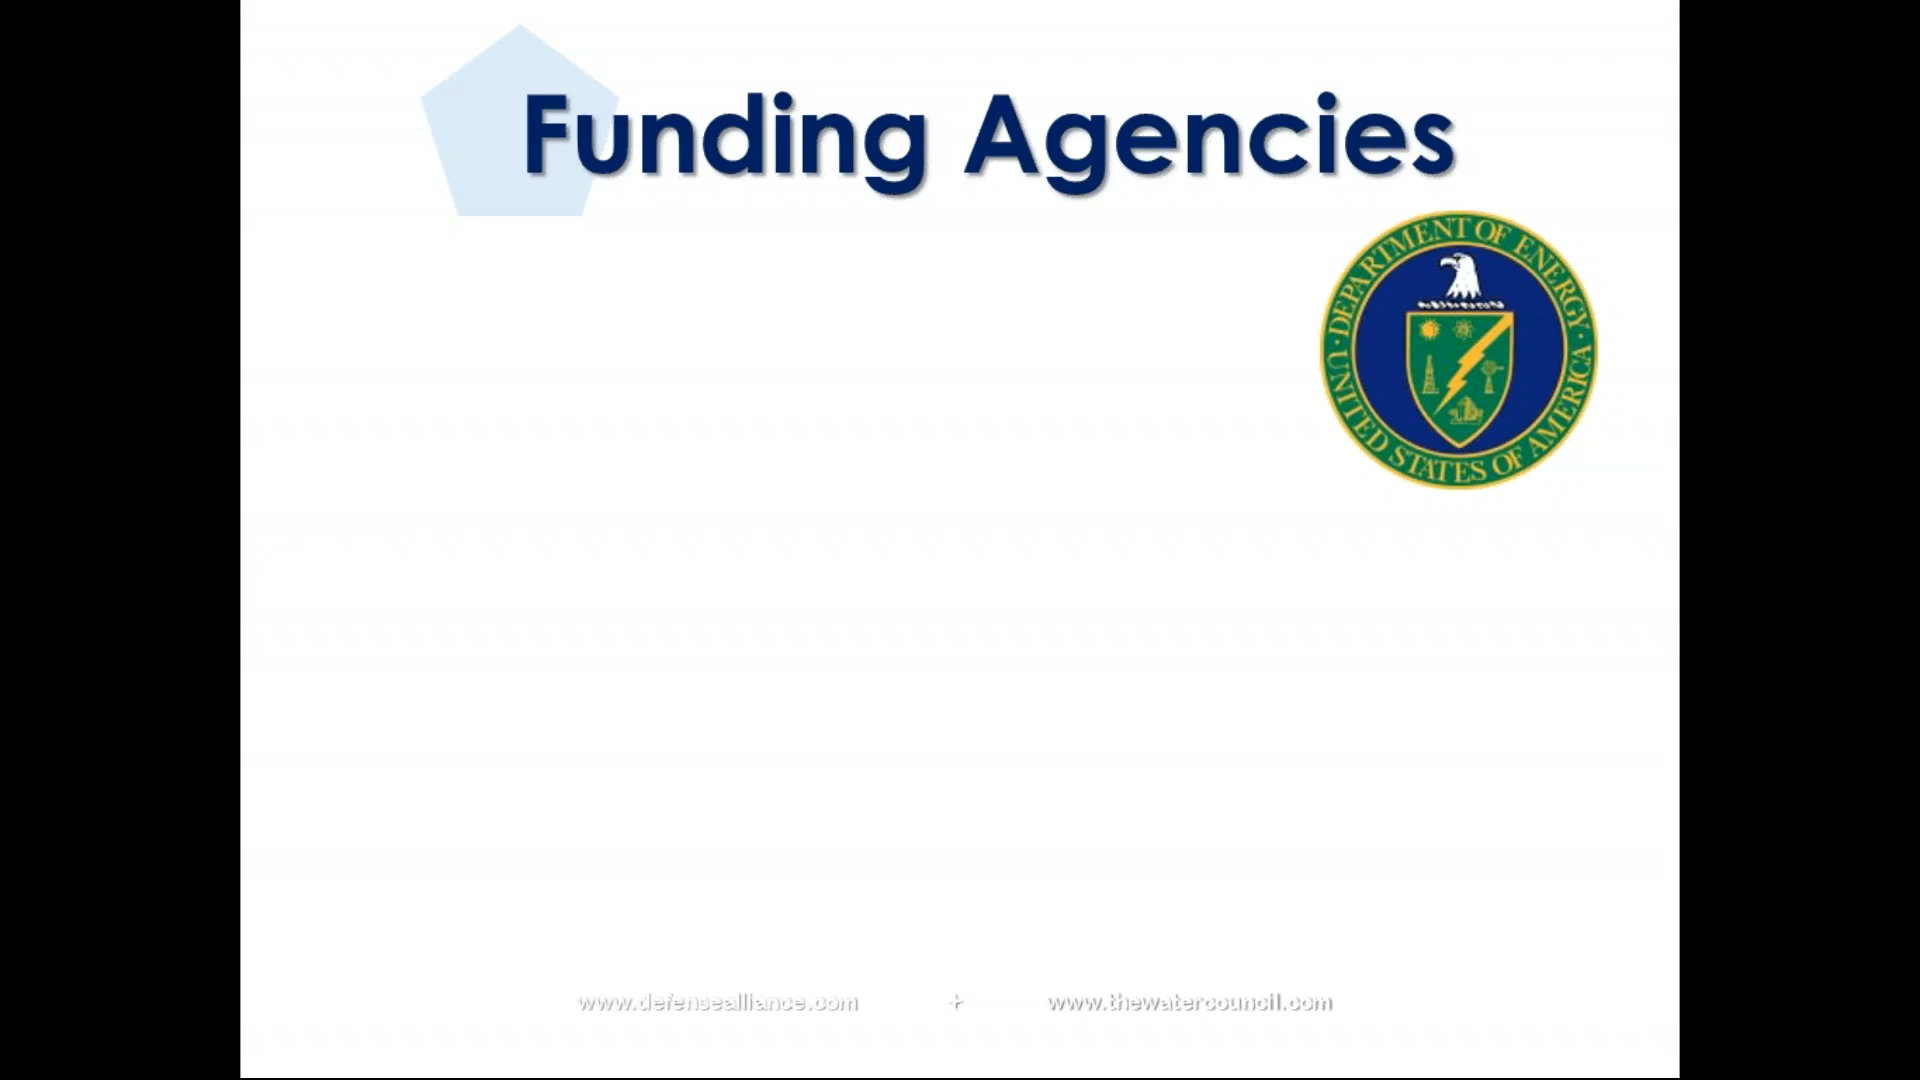 Funding Agencies
DEPARTMENT OF ENERGY
UNITED STATES OF AMERICA
www.defensealliance.com + www.thewatercouncil.com